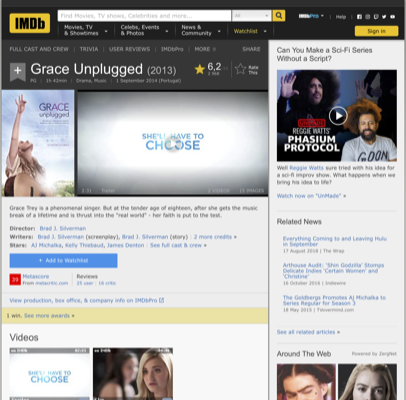 IMDb
Find Movies, TV shows, Celebrities and more...
All
IMDbPro
Help
Movies, TV & Showtimes
Celebs, Events & Photos
News & Community
Watchlist
Sign in
FULL CAST AND CREW | TRIVIA | USER REVIEWS | IMDbPro | MORE
SHARE
Grace Unplugged (2013)
6,2
Rate This
PG | 1h 42min | Drama, Music | 1 September 2014 (Portugal)
GRACE unplugged
SHE'LL HAVE TO
CHOOSE
2:31 Trailer
2 VIDEOS
15 IMAGES
Grace Trey is a phenomenal singer. But at the tender age of eighteen, after she gets the music
break of a lifetime and is thrust into the "real world" - her faith is put to the test.
Director: Brad J. Silverman
Writers: Brad J. Silverman (screenplay), Brad J. Silverman (story) | 2 more credits »
Stars: AJ Michalka, Kelly Thiebaud, James Denton | See full cast & crew »
+ Add to Watchlist
39
Metascore
From metacritic.com
Reviews
25 user | 16 critic
View production, box office, & company info on IMDbPro
1 win. See more awards »
Videos
SHE'LL HAVE TO
CHOOSE
Can You Make a Sci-Fi Series
Without a Script?
REGGIE WATTS'
PHASIUM
PROTOCOL
Well Reggie Watts sure tried with his idea for
a sci-fi improv show. What happens when we
bring his idea to life?
Watch now on "UnMade" »
Related News
Everything Coming to and Leaving Hulu
in September
17 August 2018 | The Wrap
Arthouse Audit: 'Shin Godzilla' Stomps
Delicate Indies 'Certain Women' and
'Christine'
16 October 2016 | Indiewire
The Goldbergs Promotes AJ Michalka to
Series Regular for Season 3
18 May 2015 | TVovermind.com
See all related articles »
Around The Web
Powered by ZergNet